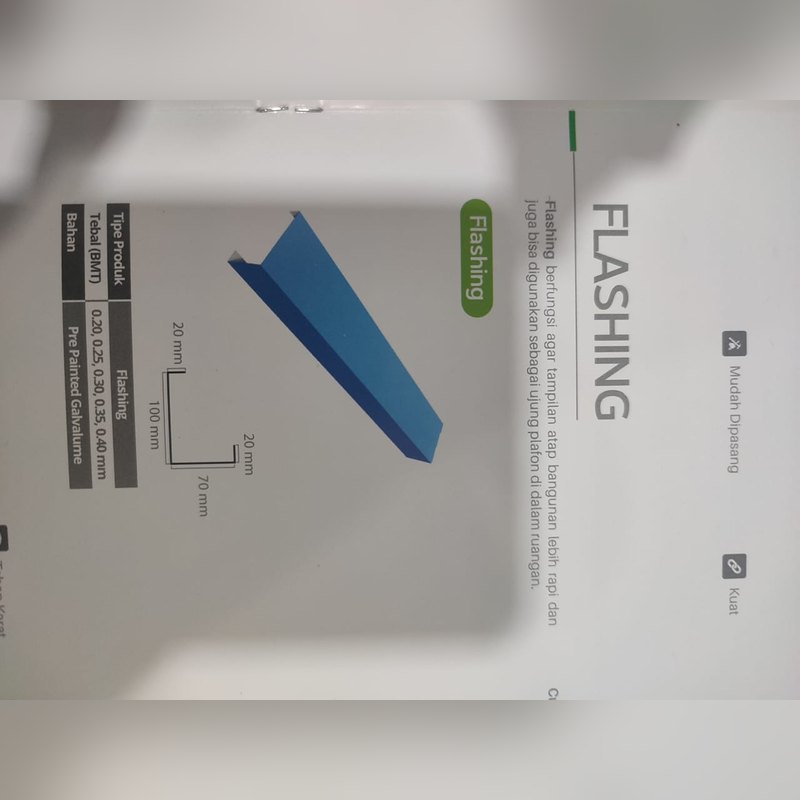 Mudah Dipasang
Kuat
FLASHING
-Flashing berfungsi agar tampilan atap bangunan lebih rapi dan
juga bisa digunakan sebagai ujung plafon di dalam ruangan.
Flashing
20 mm
70 mm
20 mm
100 mm
Tipe Produk Flashing
Tebal (BMT) 0.20, 0.25, 0.30, 0.35, 0.40 mm
Bahan Pre Painted Galvalume